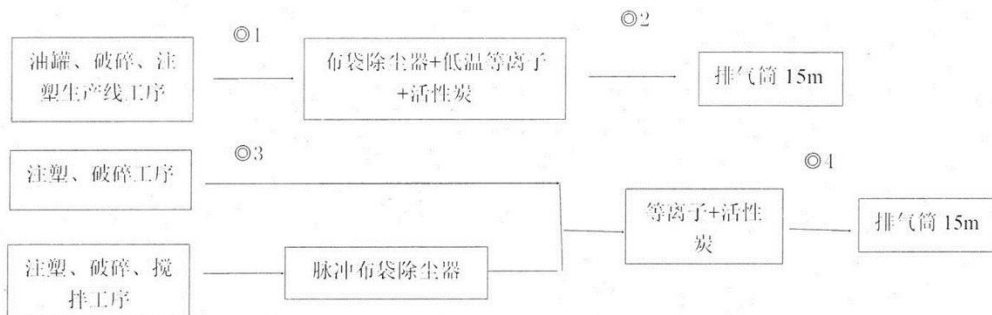 ◎1
◎2
油罐、破碎、注
塑生产线工序
布袋除尘器+低温等离子
+活性炭
排气筒 15m
◎3
◎4
注塑、破碎工序
等离子+活性
炭
排气筒 15m
注塑、破碎、搅
拌工序
脉冲布袋除尘器